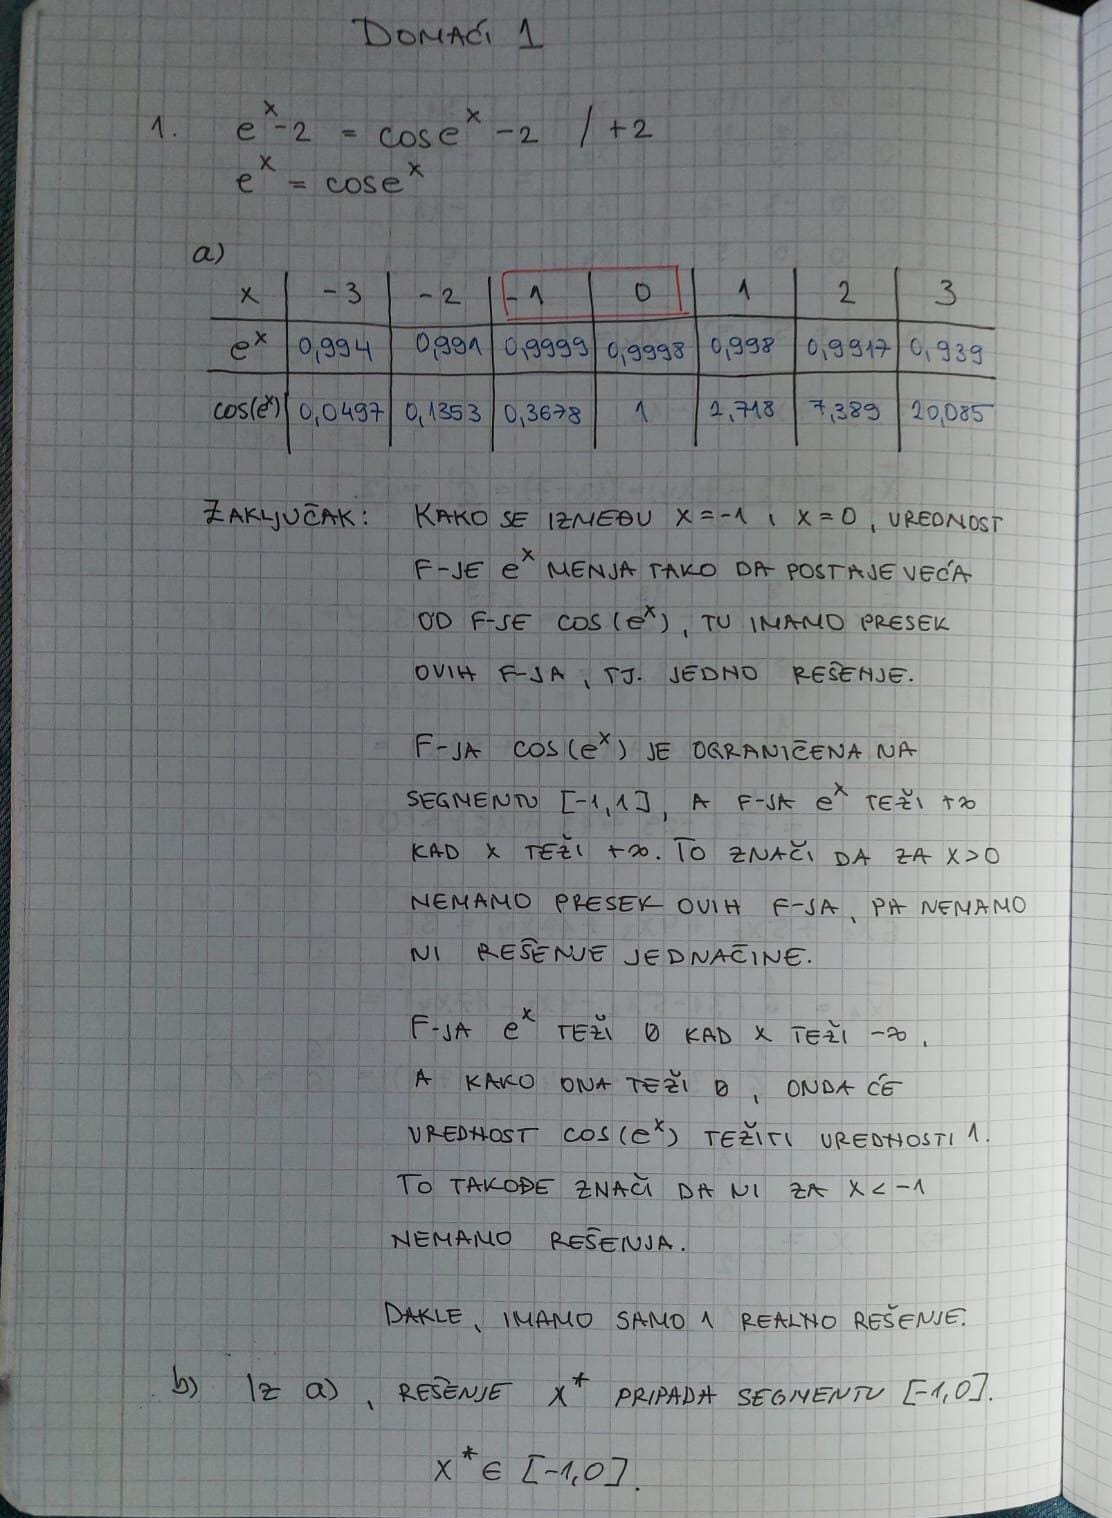 DOMAĆI 1
1. e^x-2 = cose^x -2 / +2
e^x = cose^x
a)
x | -3 | -2 | -1 | 0 | 1 | 2 | 3
e^x | 0,994 | 0,991 | 0,9999 | 0,9998 | 0,998 | 0,9917 | 0,939
cos(e^x) | 0,0497 | 0,1353 | 0,3678 | 1 | 2,718 | 7,389 | 20,085
ZAKLJUČAK: KAKO SE IZMEĐU X=-1 I X=0, VREDNOST
F-JE e^x MENJA TAKO DA POSTAJE VEĆA
OD F-JE COS(e^x), TU IMAMO PRESEK
OVIH F-JA, TJ. JEDNO REŠENJE.
F-JA COS(e^x) JE OGRANIČENA NA
SEGMENTU [-1,1], A F-JA e^x TEŽI +∞
KAD X TEŽI +∞. TO ZNAČI DA ZA X>0
NEMAMO PRESEK OVIH F-JA, PA NEMAMO
NI REŠENJE JEDNAČINE.
F-JA e^x TEŽI 0 KAD X TEŽI -∞,
A KAKO ONA TEŽI 0, ONDA ĆE
VREDNOST COS(e^x) TEŽITI VREDNOSTI 1.
TO TAKOĐE ZNAČI DA NI ZA X<-1
NEMAMO REŠENJA.
DAKLE, IMAMO SAMO 1 REALNO REŠENJE.
b) Iz a), REŠENJE X* PRIPADA SEGMENTU [-1,0].
X* ∈ [-1,0].